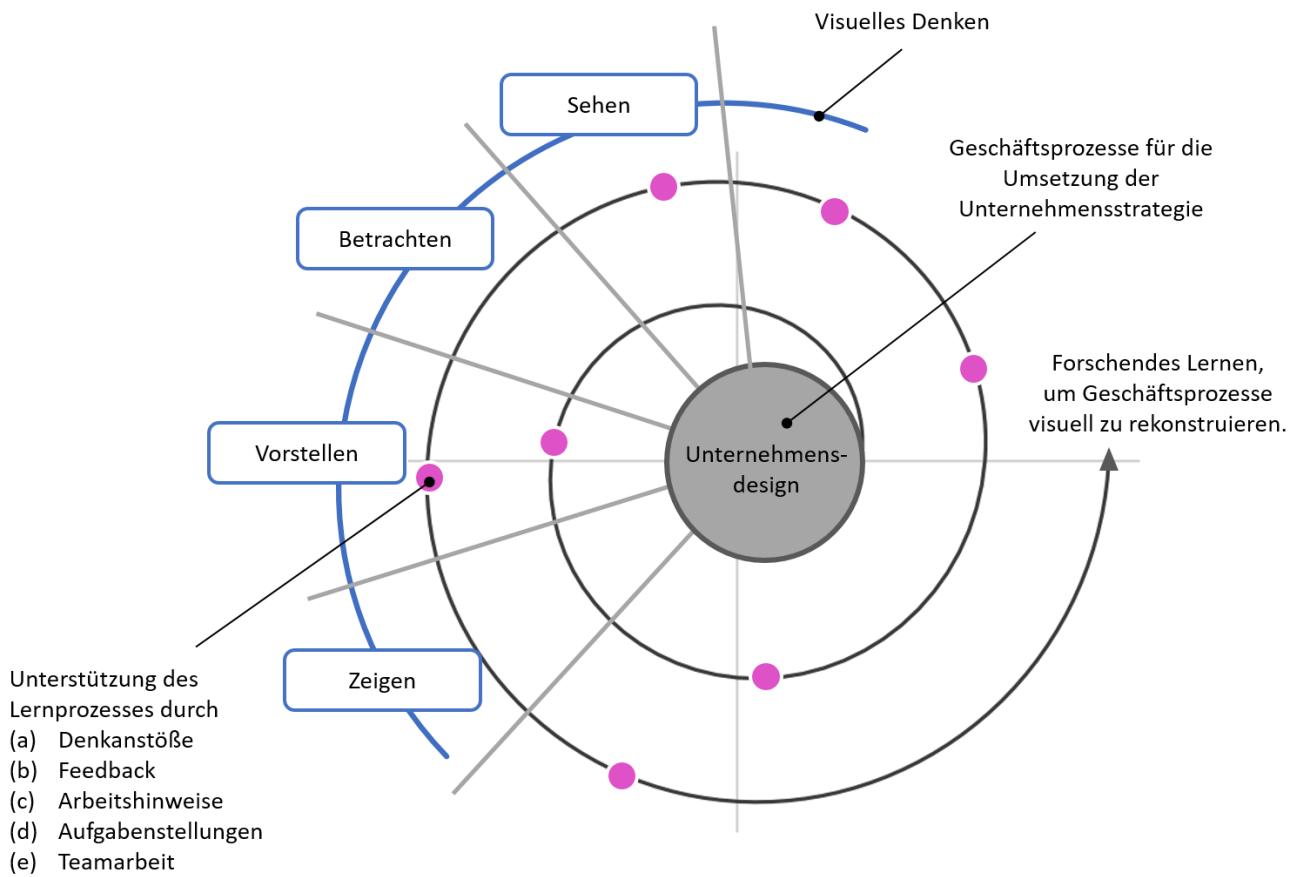 Visuelles Denken
Sehen
Geschäftsprozesse für die
Umsetzung der
Unternehmensstrategie
Betrachten
Forschendes Lernen,
um Geschäftsprozesse
visuell zu rekonstruieren.
Vorstellen
Unternehmens-
design
Zeigen
Unterstützung des
Lernprozesses durch
(a) Denkanstöße
(b) Feedback
(c) Arbeitshinweise
(d) Aufgabenstellungen
(e) Teamarbeit